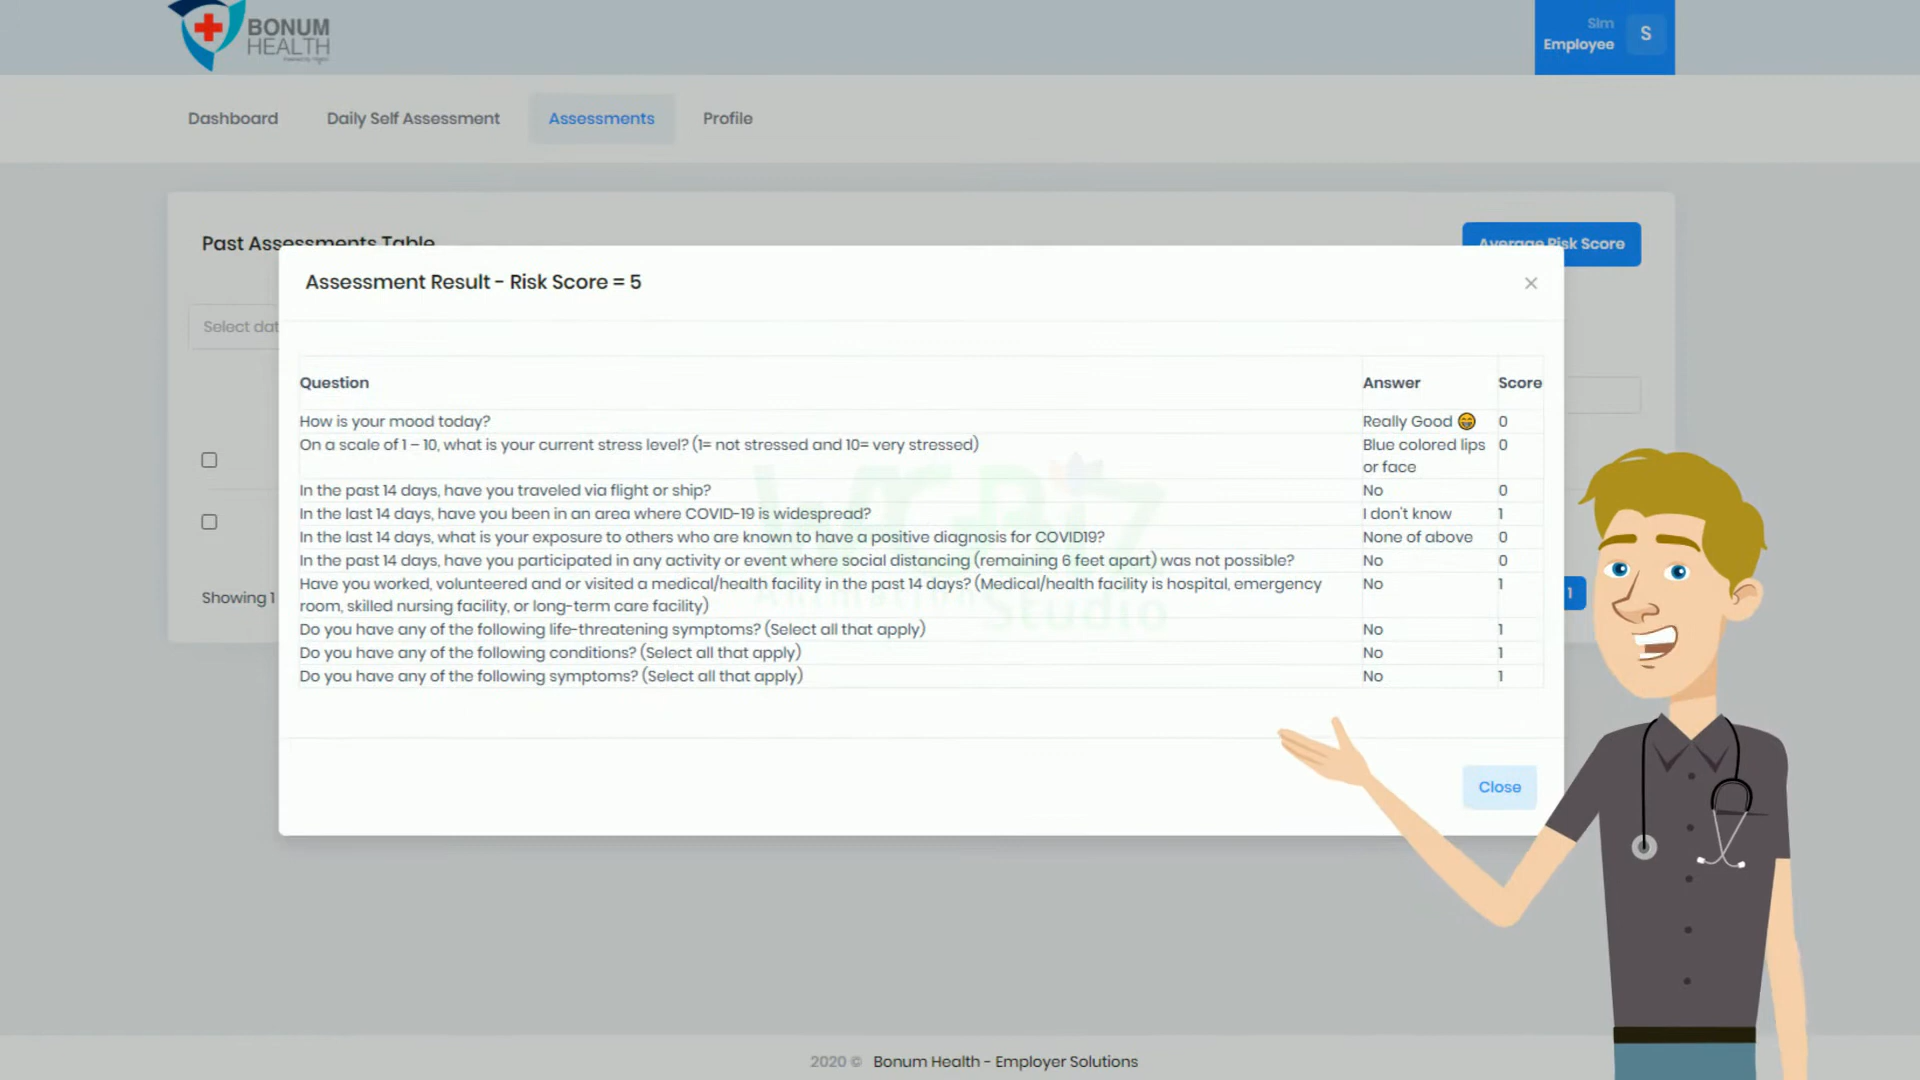 BONUM
HEALTH
Sim
Employee
S
Dashboard
Daily Self Assessment
Assessments
Profile
Past Assessments Table
Average Risk Score
Assessment Result - Risk Score = 5
×
Select dat
Question Answer Score
How is your mood today? Really Good 😁 0
On a scale of 1 – 10, what is your current stress level? (1= not stressed and 10= very stressed) Blue colored lips 0
or face
In the past 14 days, have you traveled via flight or ship? No 0
In the last 14 days, have you been in an area where COVID-19 is widespread? I don't know 1
In the last 14 days, what is your exposure to others who are known to have a positive diagnosis for COVID19? None of above 0
In the past 14 days, have you participated in any activity or event where social distancing (remaining 6 feet apart) was not possible? No 0
Have you worked, volunteered and or visited a medical/health facility in the past 14 days? (Medical/health facility is hospital, emergency No 1
room, skilled nursing facility, or long-term care facility)
Showing 1
1
Do you have any of the following life-threatening symptoms? (Select all that apply) No 1
Do you have any of the following conditions? (Select all that apply) No 1
Do you have any of the following symptoms? (Select all that apply) No 1
Studio
Close
2020 © Bonum Health - Employer Solutions